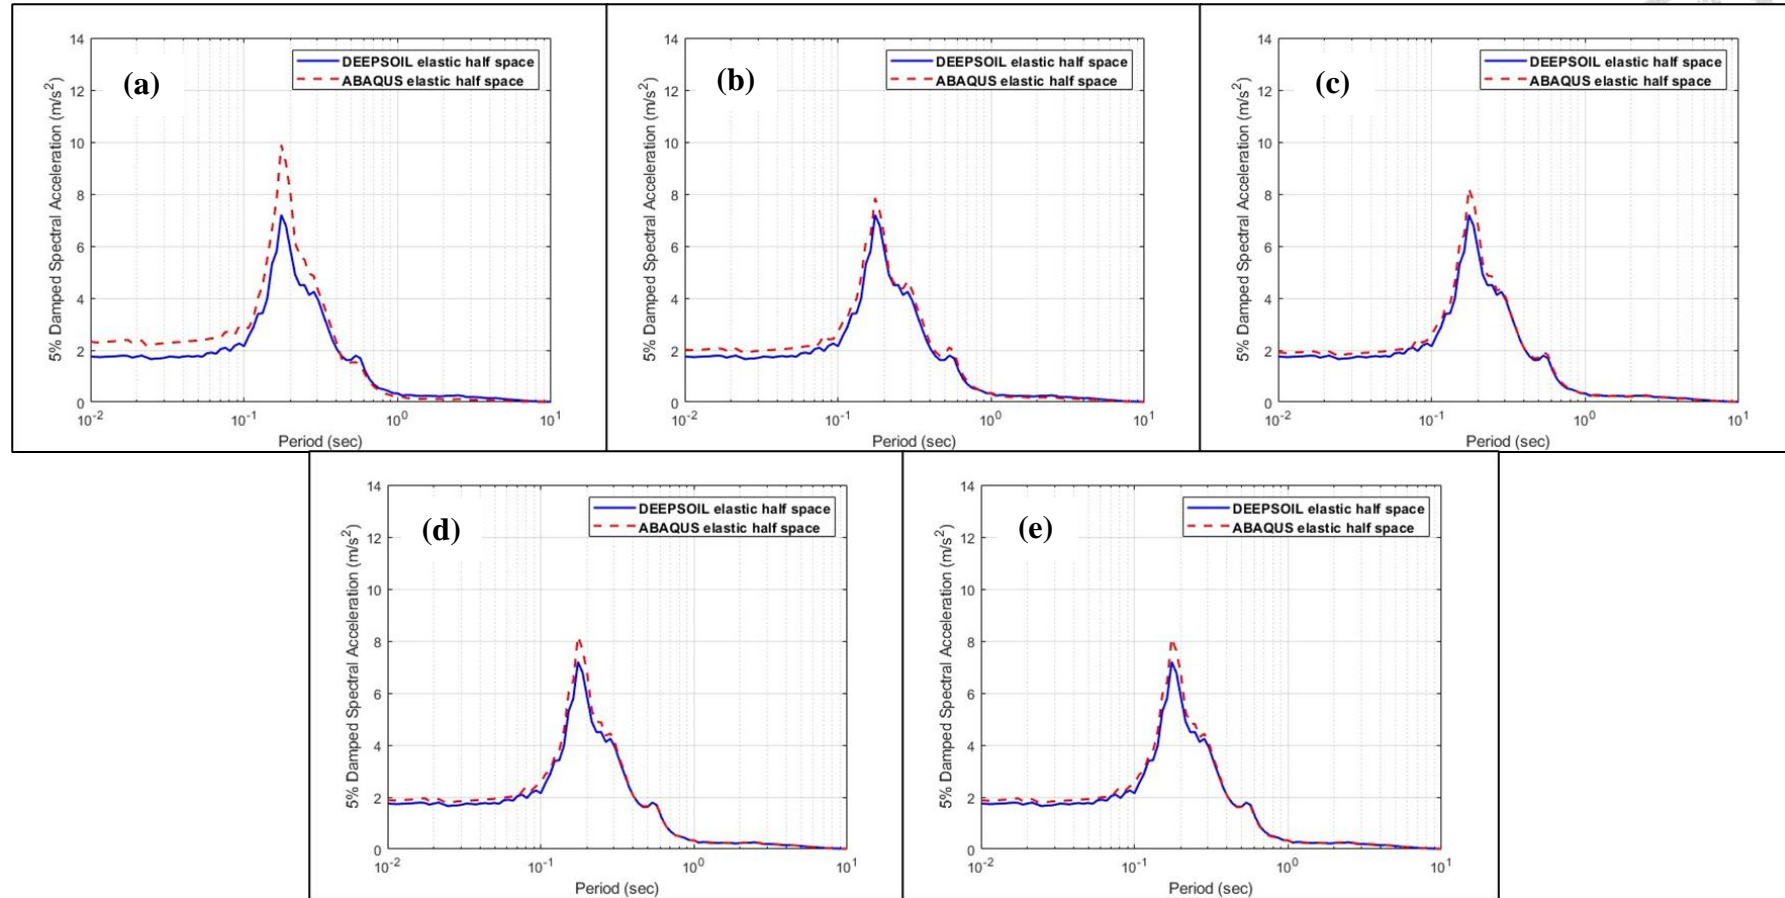 (a)
DEEPSOIL elastic half space
ABAQUS elastic half space
5% Damped Spectral Acceleration (m/s²)
14
12
10
8
6
4
2
0
10⁻² 10⁻¹ 10⁰ 10¹
Period (sec)
(b)
DEEPSOIL elastic half space
ABAQUS elastic half space
5% Damped Spectral Acceleration (m/s²)
14
12
10
8
6
4
2
0
10⁻² 10⁻¹ 10⁰ 10¹
Period (sec)
(c)
DEEPSOIL elastic half space
ABAQUS elastic half space
5% Damped Spectral Acceleration (m/s²)
14
12
10
8
6
4
2
0
10⁻² 10⁻¹ 10⁰ 10¹
Period (sec)
(d)
DEEPSOIL elastic half space
ABAQUS elastic half space
5% Damped Spectral Acceleration (m/s²)
14
12
10
8
6
4
2
0
10⁻² 10⁻¹ 10⁰ 10¹
Period (sec)
(e)
DEEPSOIL elastic half space
ABAQUS elastic half space
5% Damped Spectral Acceleration (m/s²)
14
12
10
8
6
4
2
0
10⁻² 10⁻¹ 10⁰ 10¹
Period (sec)